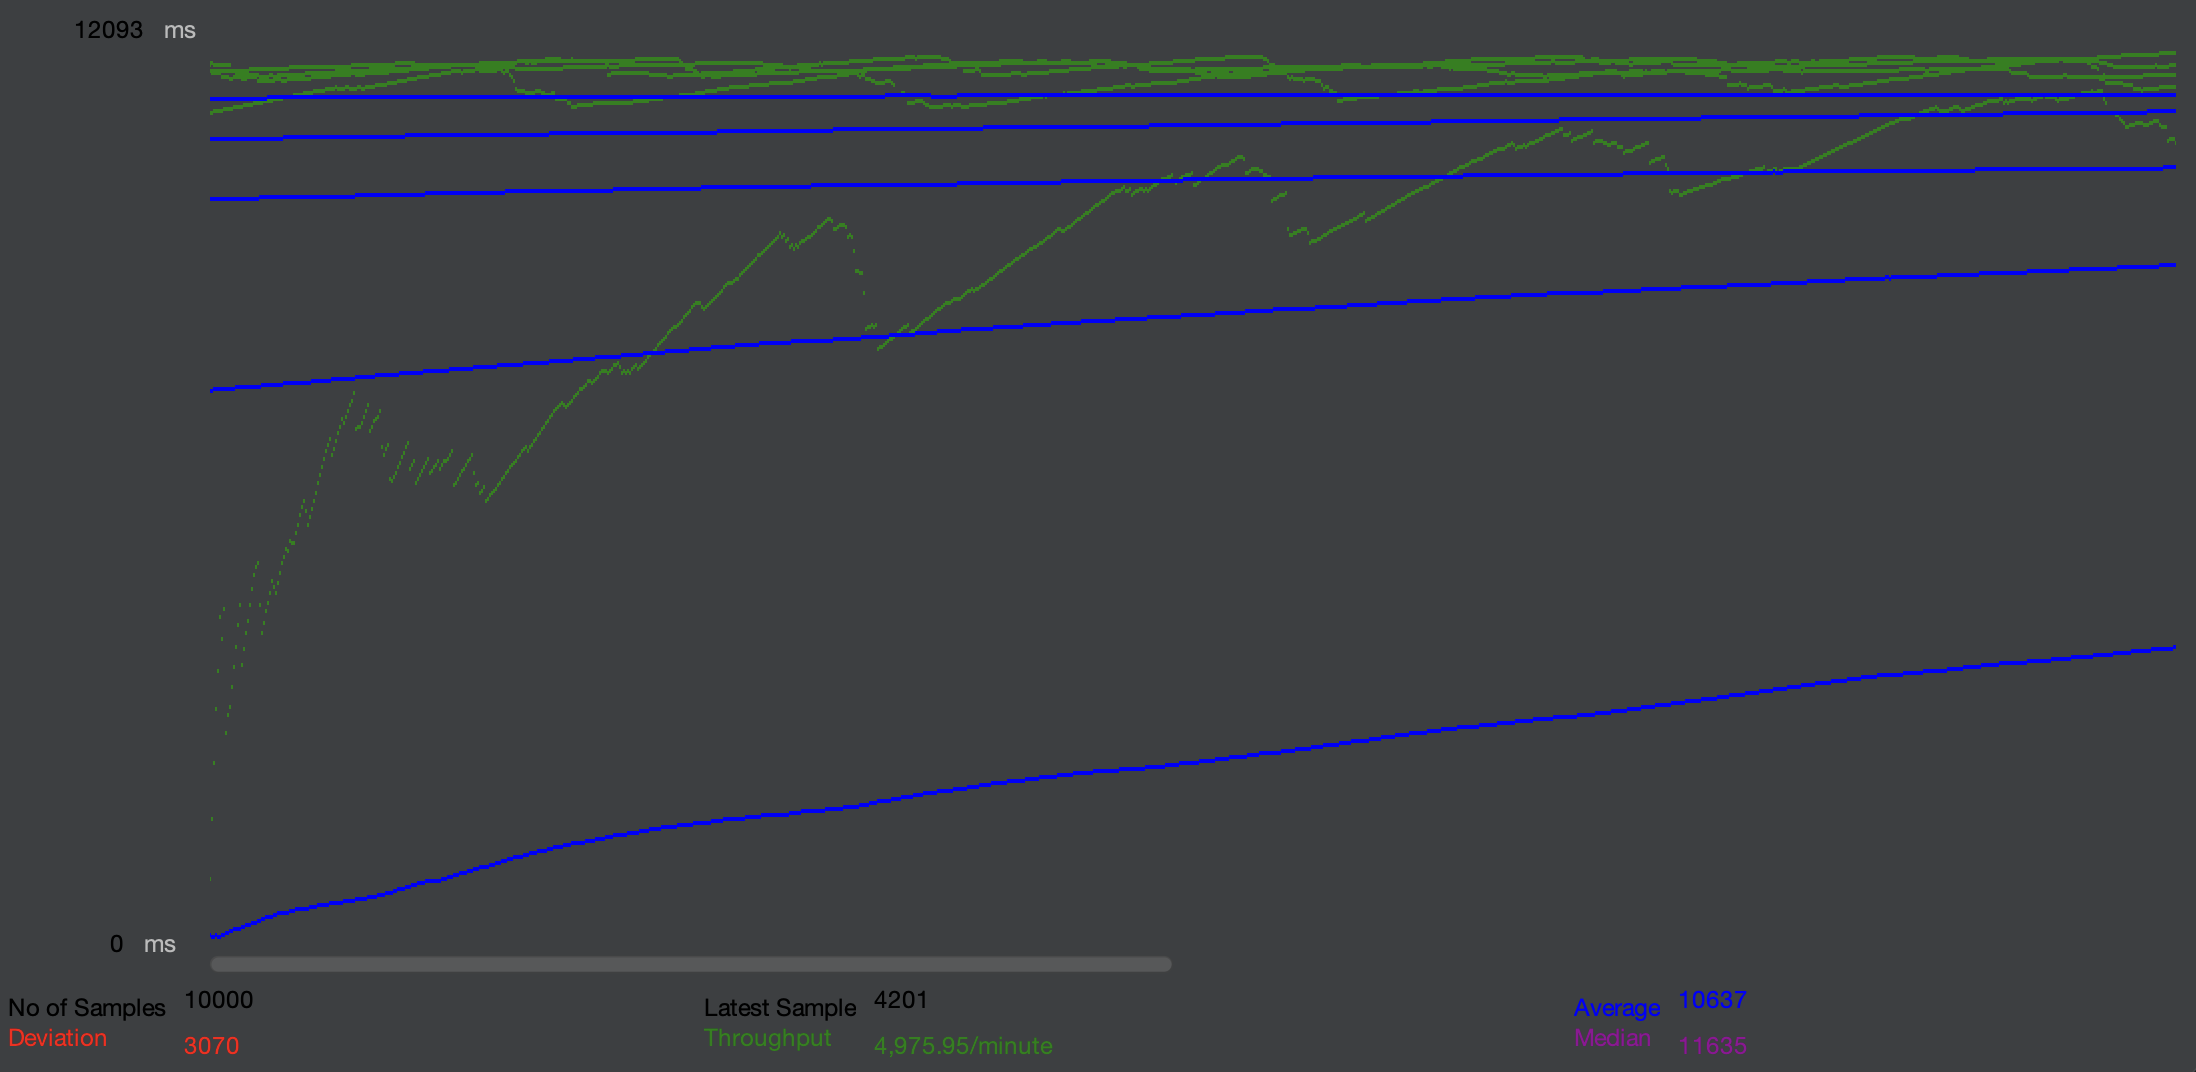 12093 ms
0 ms
No of Samples 10000 Latest Sample 4201 Average 10637
Deviation 3070 Throughput 4,975.95/minute Median 11635